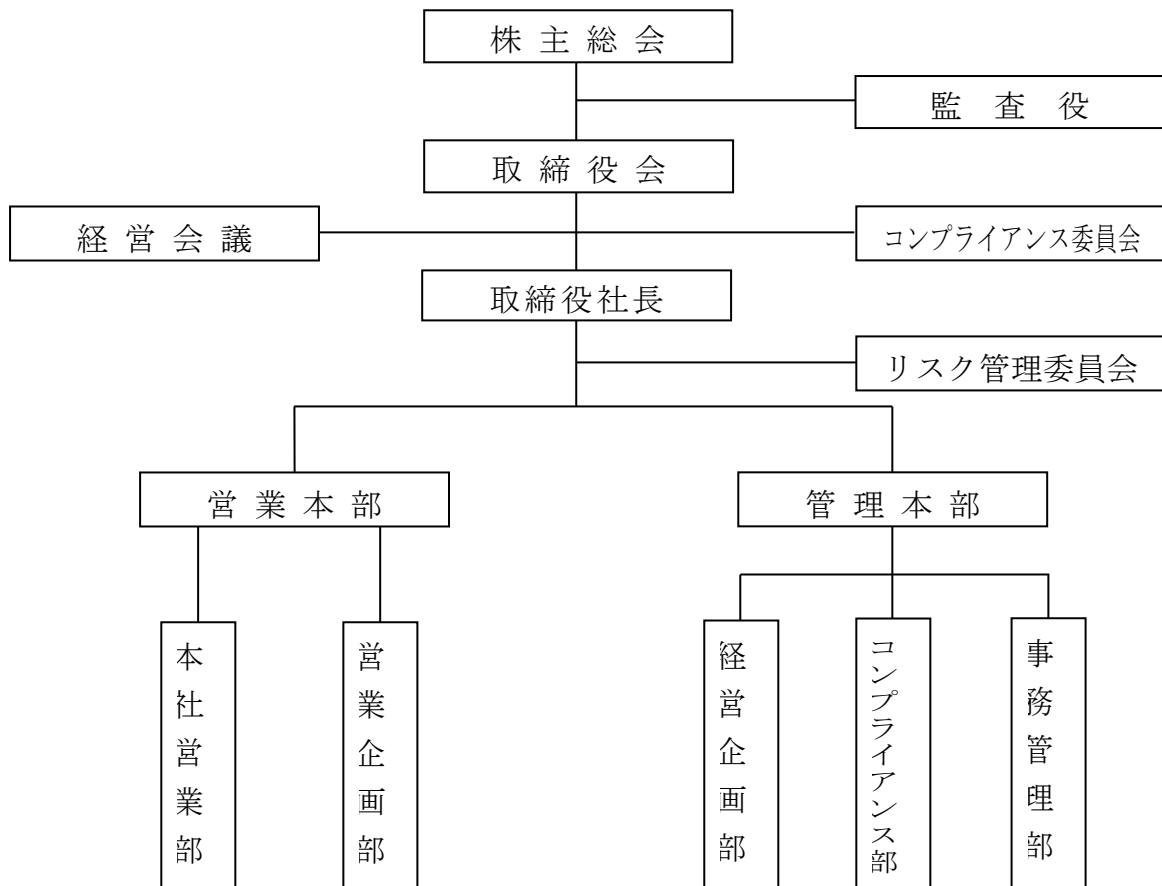 株主総会
監査役
取締役会
経営会議
コンプライアンス委員会
取締役社長
リスク管理委員会
営業本部
管理本部
本社営業部
営業企画部
経営企画部
コンプライアンス部
事務管理部